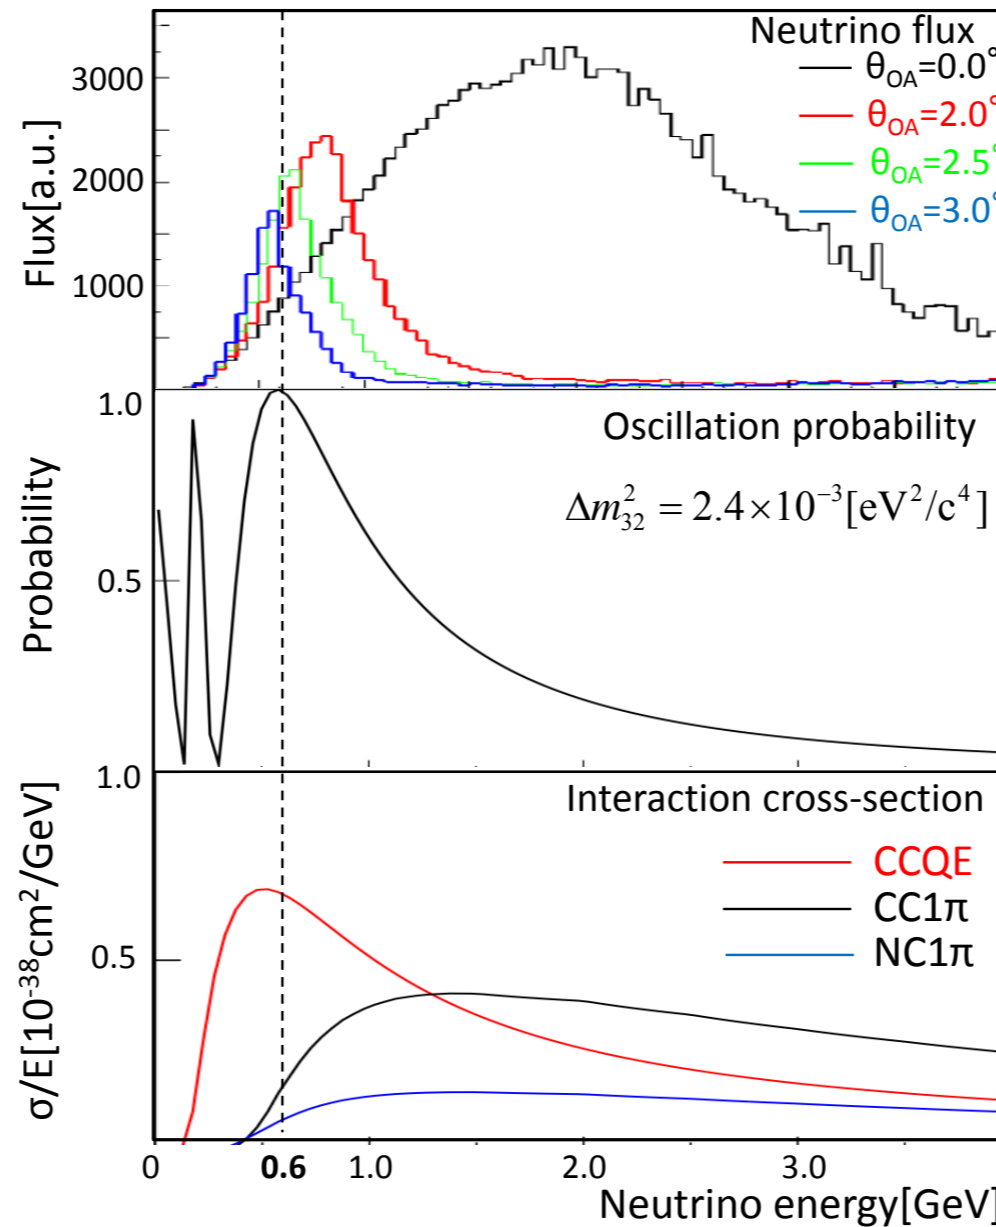 Neutrino flux
θOA=0.0°
θOA=2.0°
θOA=2.5°
θOA=3.0°
Flux[a.u.]
3000
2000
1000
Oscillation probability
Δm²₃₂ = 2.4×10⁻³[eV²/c⁴]
Probability
1.0
0.5
Interaction cross-section
CCQE
CC1π
NC1π
σ/E[10⁻³⁸cm²/GeV]
1.0
0.5
0 0.6 1.0 2.0 3.0
Neutrino energy[GeV]